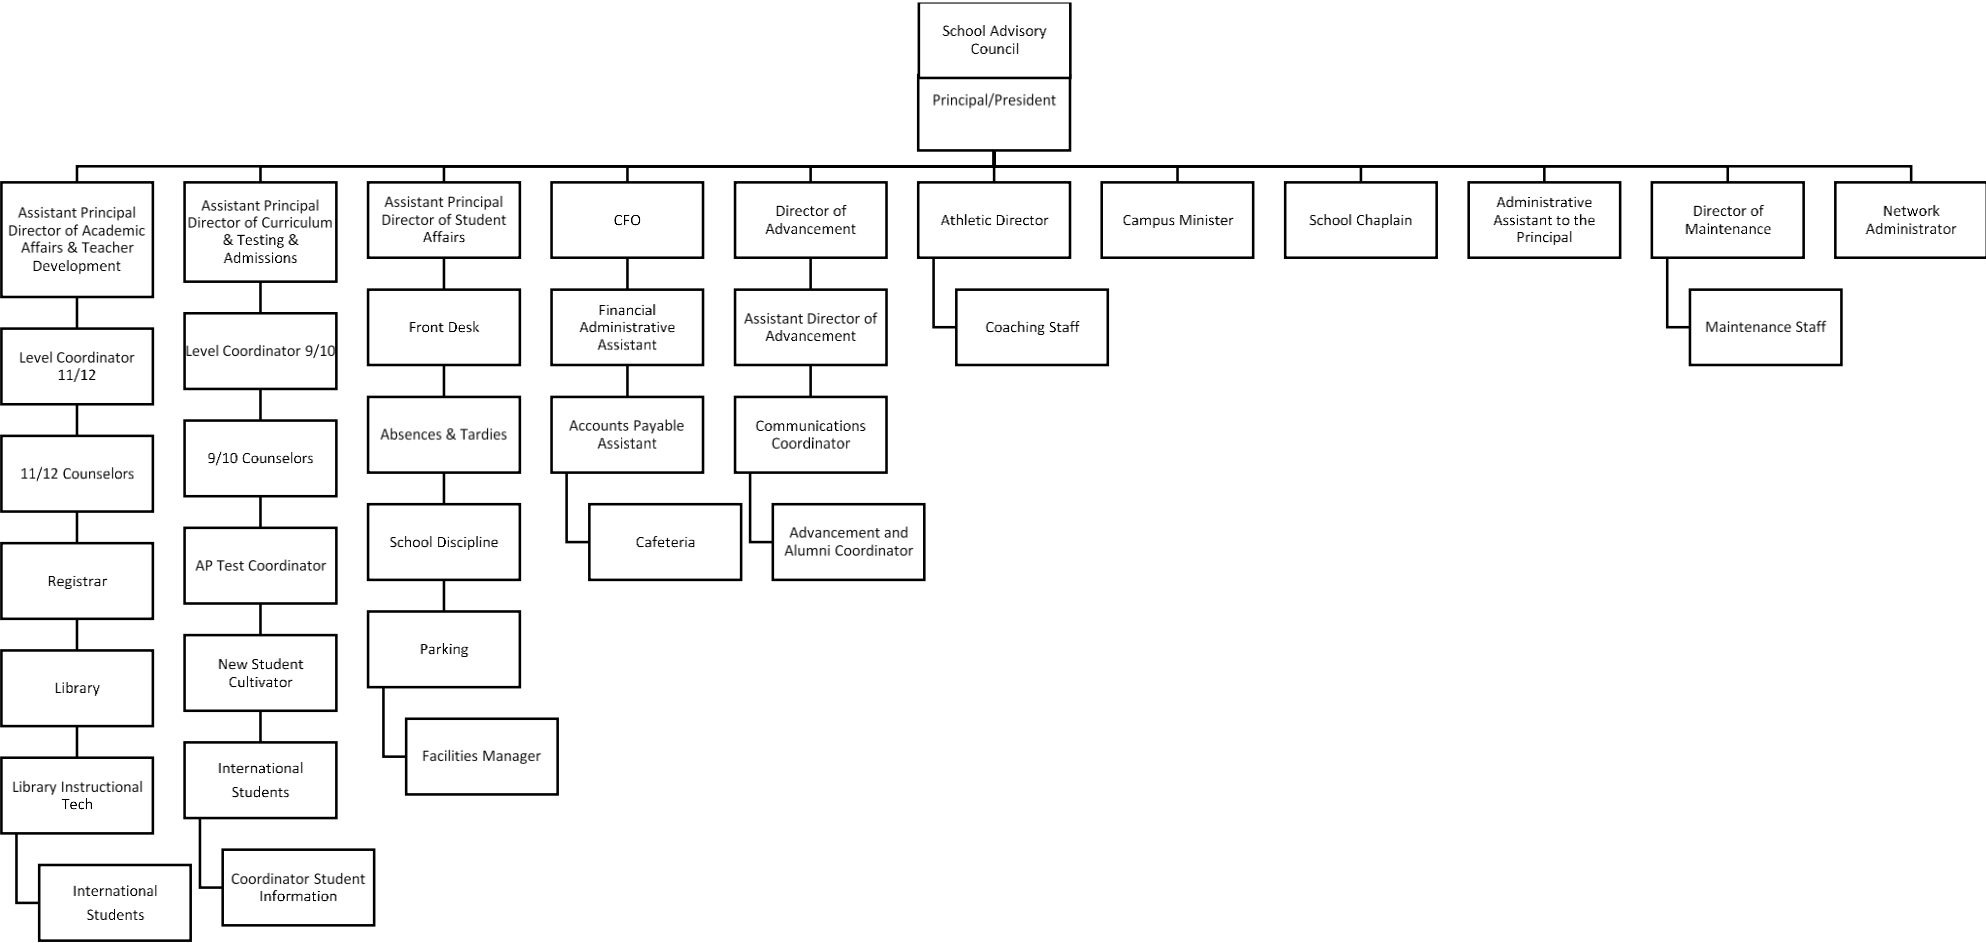 School Advisory
Council
Principal/President
Assistant Principal
Director of Academic
Affairs & Teacher
Development
Level Coordinator
11/12
11/12 Counselors
Registrar
Library
Library Instructional
Tech
International
Students
Assistant Principal
Director of Curriculum
& Testing &
Admissions
Level Coordinator 9/10
9/10 Counselors
AP Test Coordinator
New Student
Cultivator
International
Students
Coordinator Student
Information
Assistant Principal
Director of Student
Affairs
Front Desk
Absences & Tardies
School Discipline
Parking
Facilities Manager
CFO
Financial
Administrative
Assistant
Accounts Payable
Assistant
Cafeteria
Director of
Advancement
Assistant Director of
Advancement
Communications
Coordinator
Advancement and
Alumni Coordinator
Athletic Director
Coaching Staff
Campus Minister
School Chaplain
Administrative
Assistant to the
Principal
Director of
Maintenance
Maintenance Staff
Network
Administrator